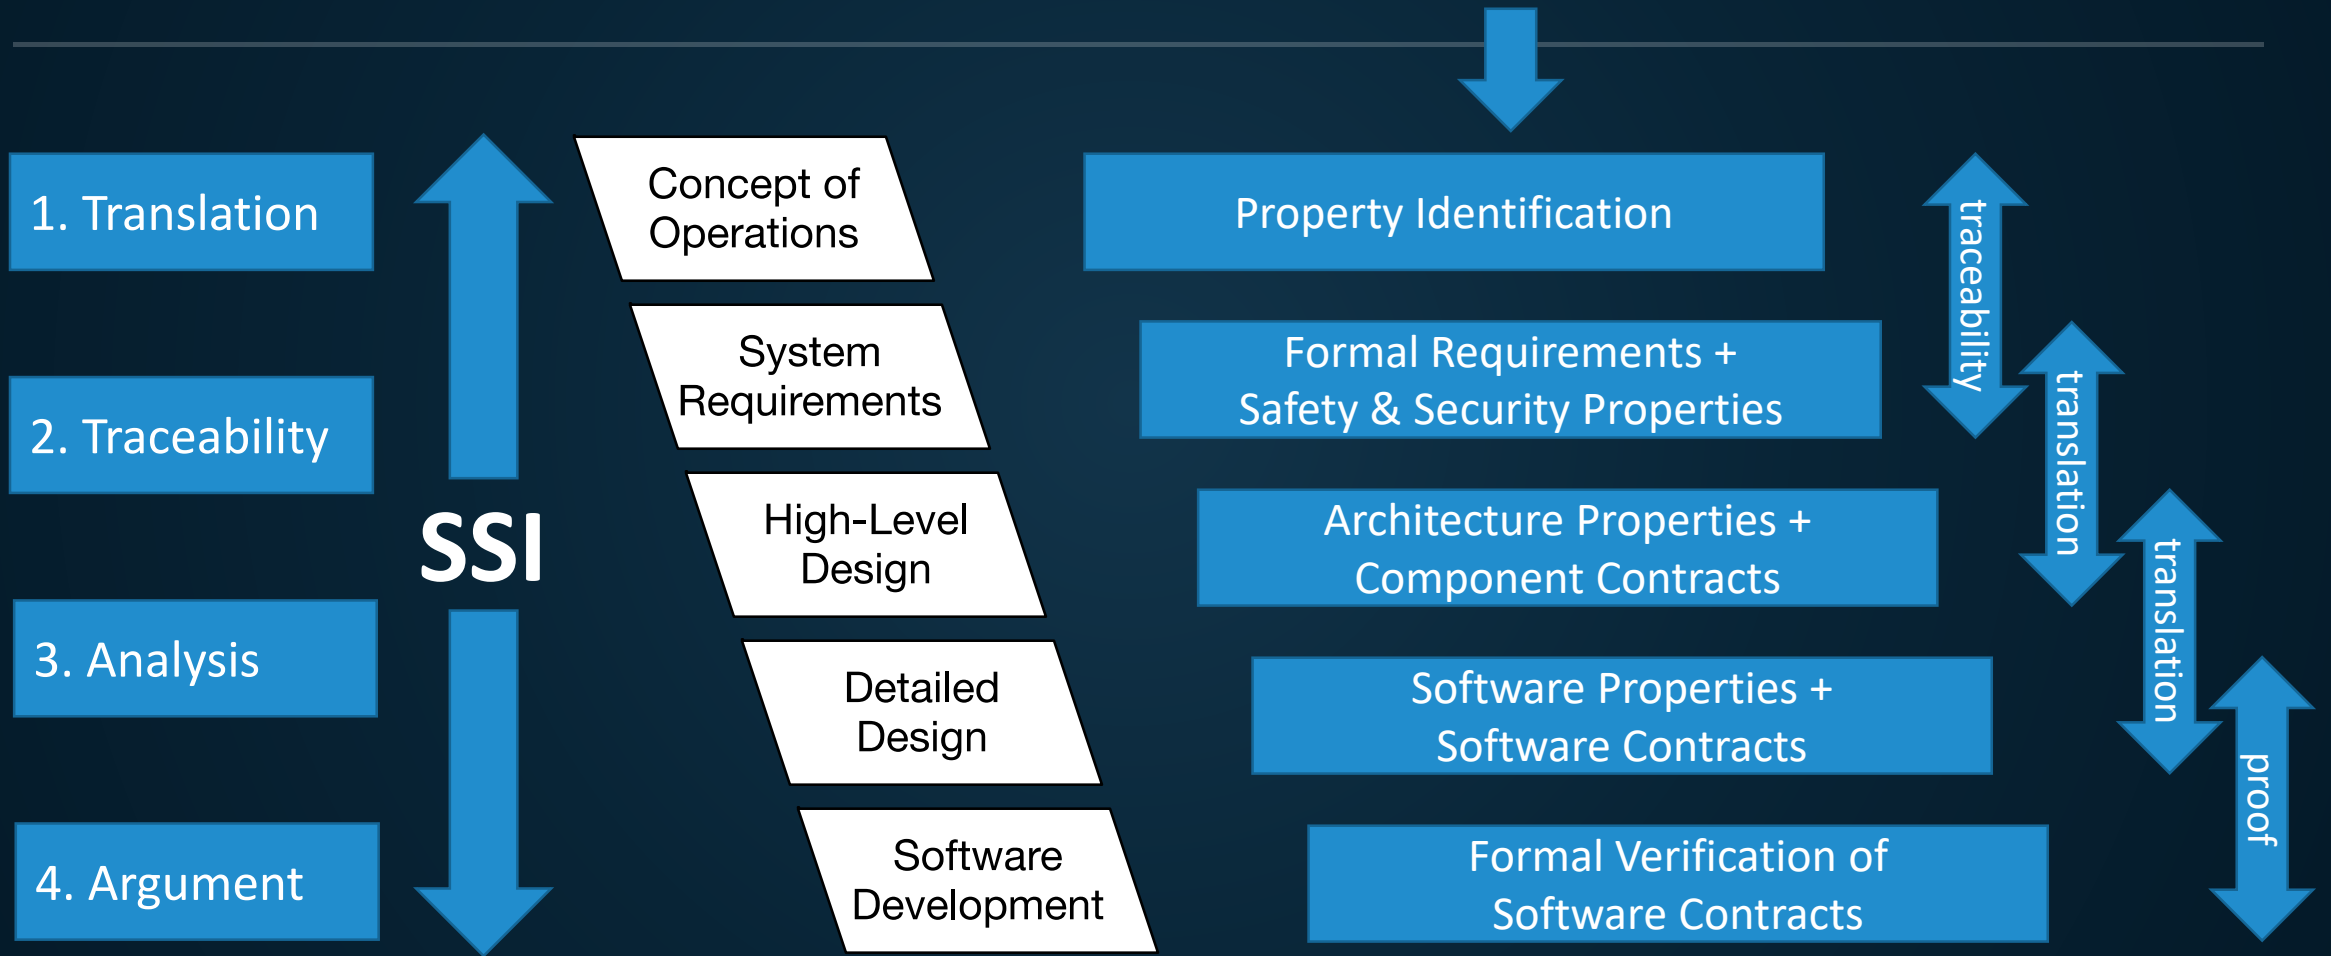 1. Translation
2. Traceability
3. Analysis
4. Argument
SSI
Concept of
Operations
System
Requirements
High-Level
Design
Detailed
Design
Software
Development
Property Identification
Formal Requirements +
Safety & Security Properties
Architecture Properties +
Component Contracts
Software Properties +
Software Contracts
Formal Verification of
Software Contracts
traceability
translation
translation
proof